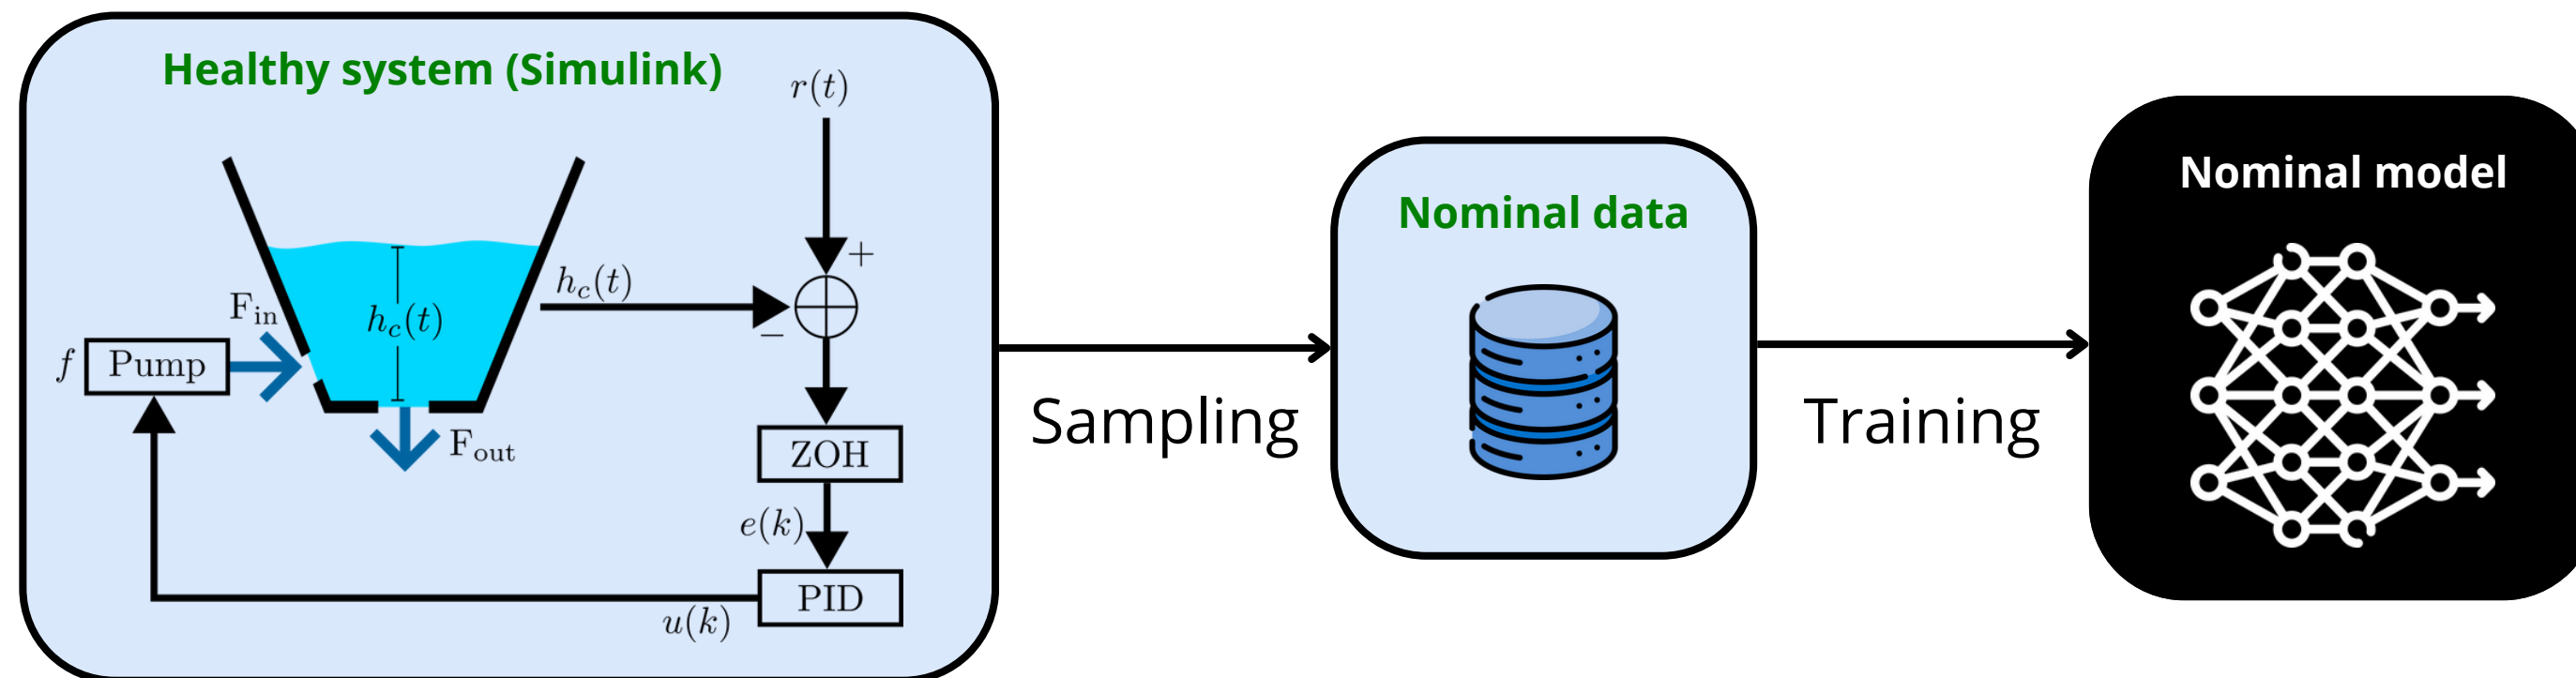 Healthy system (Simulink)
r(t)
+
h_c(t)
−
F_in
h_c(t)
f
Pump
F_out
ZOH
e(k)
PID
u(k)
Sampling
Nominal data
Training
Nominal model